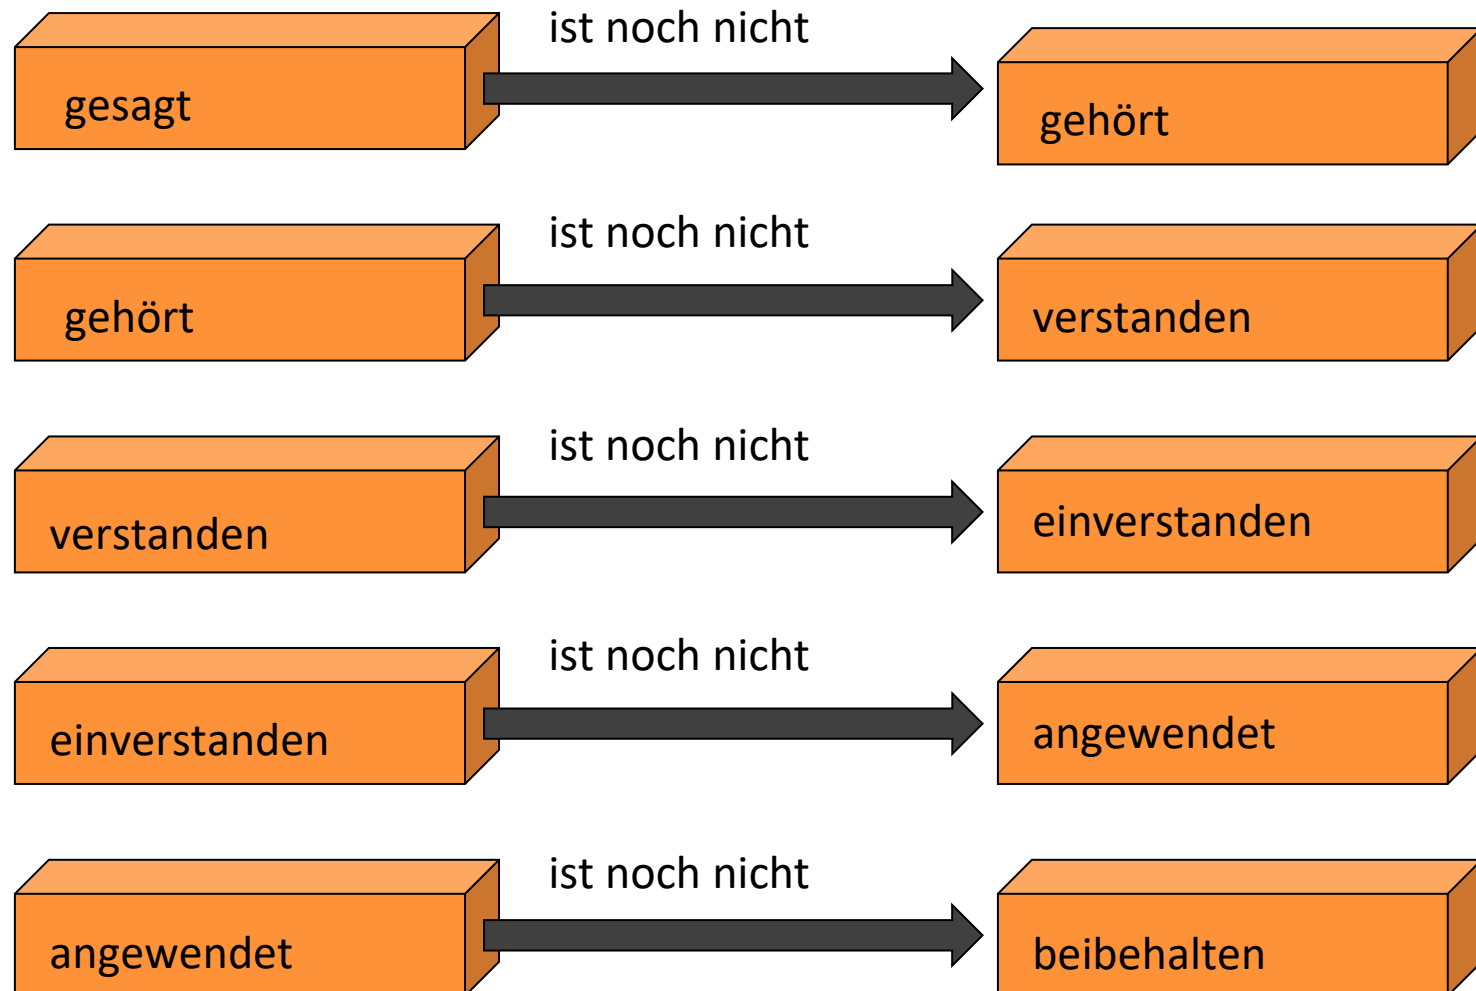 ist noch nicht
gesagt
gehört
ist noch nicht
gehört
verstanden
ist noch nicht
verstanden
einverstanden
ist noch nicht
einverstanden
angewendet
ist noch nicht
angewendet
beibehalten